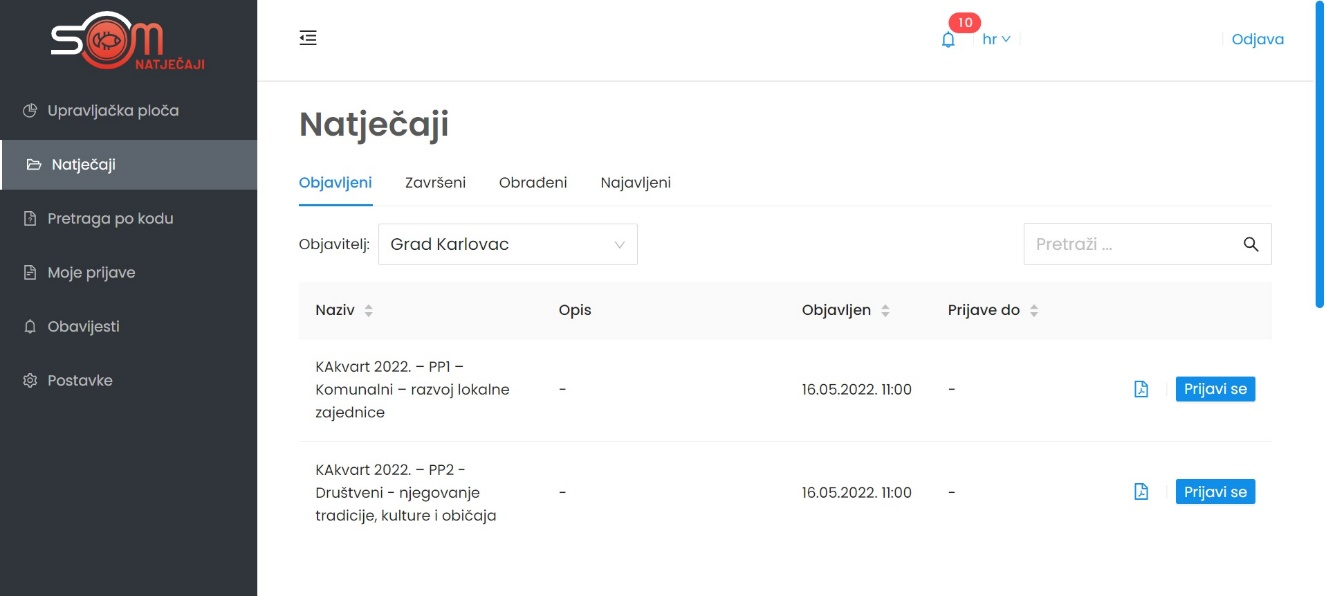 SOM
NATJEČAJI
Upravljačka ploča
Natječaji
Pretraga po kodu
Moje prijave
Obavijesti
Postavke
10
hr
Odjava
Natječaji
Objavljeni Završeni Obrađeni Najavljeni
Objavitelj: Grad Karlovac Pretraži ...
Naziv Opis Objavljen Prijave do
KAkvart 2022. – PP1 –
Komunalni – razvoj lokalne
zajednice
- 16.05.2022. 11:00 - Prijavi se
KAkvart 2022. – PP2 -
Društveni - njegovanje
tradicije, kulture i običaja
- 16.05.2022. 11:00 - Prijavi se